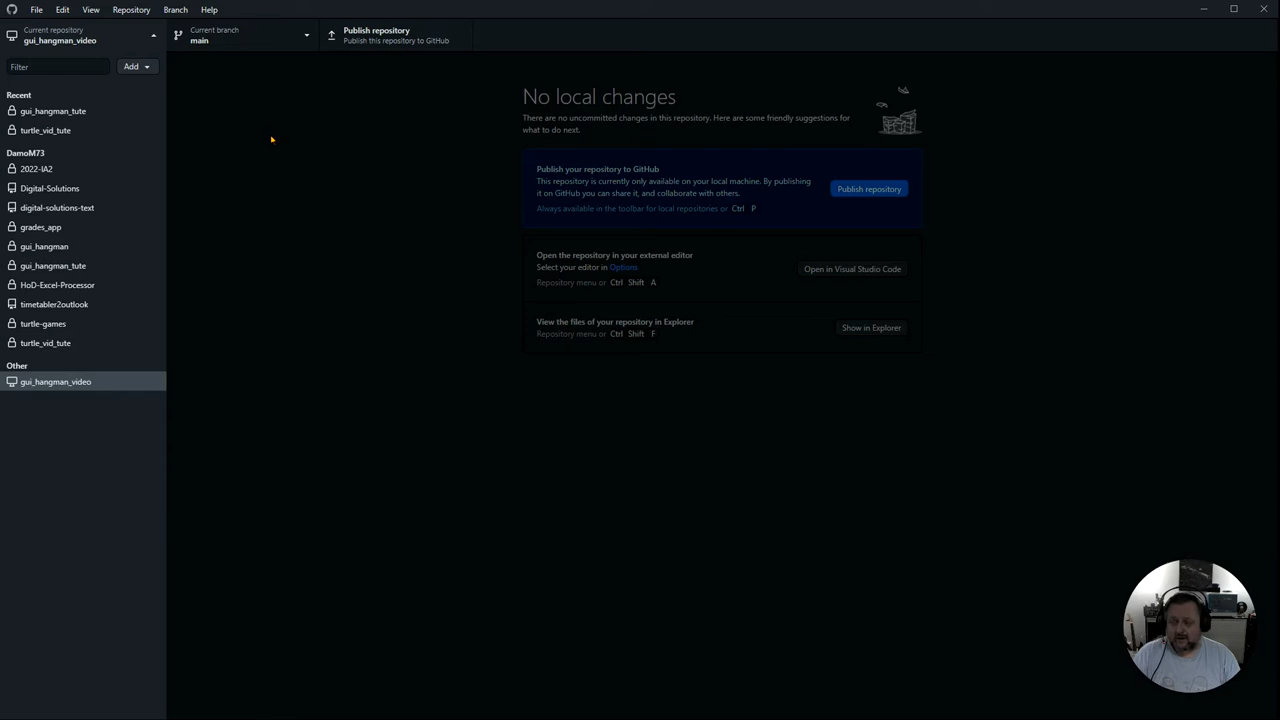 File Edit View Repository Branch Help
Current repository
gui_hangman_video
Current branch
main
Publish repository
Publish this repository to GitHub
Filter
Add
Recent
gui_hangman_tute
turtle_vid_tute
DamoM73
2022-IA2
Digital-Solutions
digital-solutions-text
grades_app
gui_hangman
gui_hangman_tute
HoD-Excel-Processor
timetabler2outlook
turtle-games
turtle_vid_tute
Other
gui_hangman_video
No local changes
There are no uncommitted changes in this repository. Here are some friendly suggestions for
what to do next.
Publish your repository to GitHub
This repository is currently only available on your local machine. By publishing
it on GitHub you can share it, and collaborate with others.
Always available in the toolbar for local repositories or Ctrl P
Publish repository
Open the repository in your external editor
Select your editor in Options
Repository menu or Ctrl Shift A
Open in Visual Studio Code
View the files of your repository in Explorer
Repository menu or Ctrl Shift F
Show in Explorer